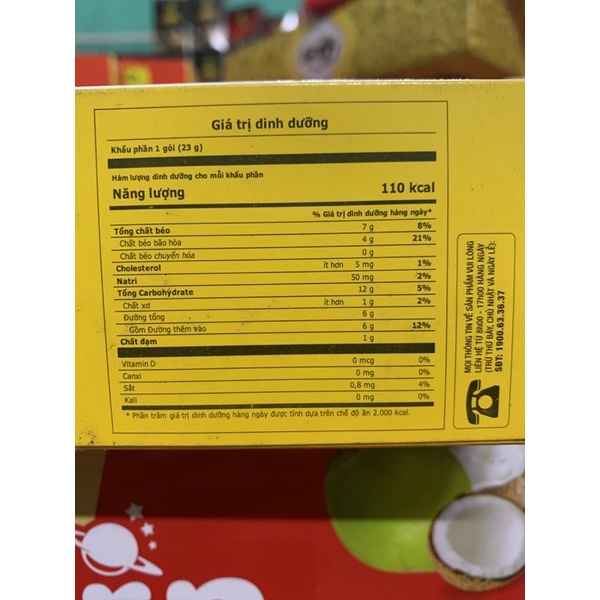 Giá trị dinh dưỡng
Khẩu phần 1 gói (23 g)
Hàm lượng dinh dưỡng cho mỗi khẩu phần
Năng lượng 110 kcal
% Giá trị dinh dưỡng hàng ngày*
Tổng chất béo 7 g 8%
Chất béo bão hòa 4 g 21%
Chất béo chuyển hóa 0 g
Cholesterol ít hơn 5 mg 1%
Natri 50 mg 2%
Tổng Carbohydrate 12 g 5%
Chất xơ ít hơn 1 g 2%
Đường tổng 6 g
Gồm Đường thêm vào 6 g 12%
Chất đạm 1 g
Vitamin D 0 mcg 0%
Canxi 0 mg 0%
Sắt 0,8 mg 4%
Kali 0 mg 0%
* Phần trăm giá trị dinh dưỡng hàng ngày được tính dựa trên chế độ ăn 2.000 kcal.
MỌI THÔNG TIN VỀ SẢN PHẨM VUI LÒNG
LIÊN HỆ TỪ 8h00 - 17h00 HÀNG NGÀY
(TRỪ THỨ BẢY, CHỦ NHẬT VÀ NGÀY LỄ):
SĐT: 1900.63.36.37